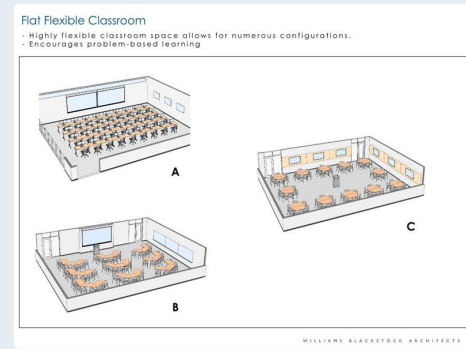 Flat Flexible Classroom
- Highly flexible classroom space allows for numerous configurations.
- Encourages problem-based learning
A
C
B
WILLIAMS BLACKSTOCK ARCHITECTS